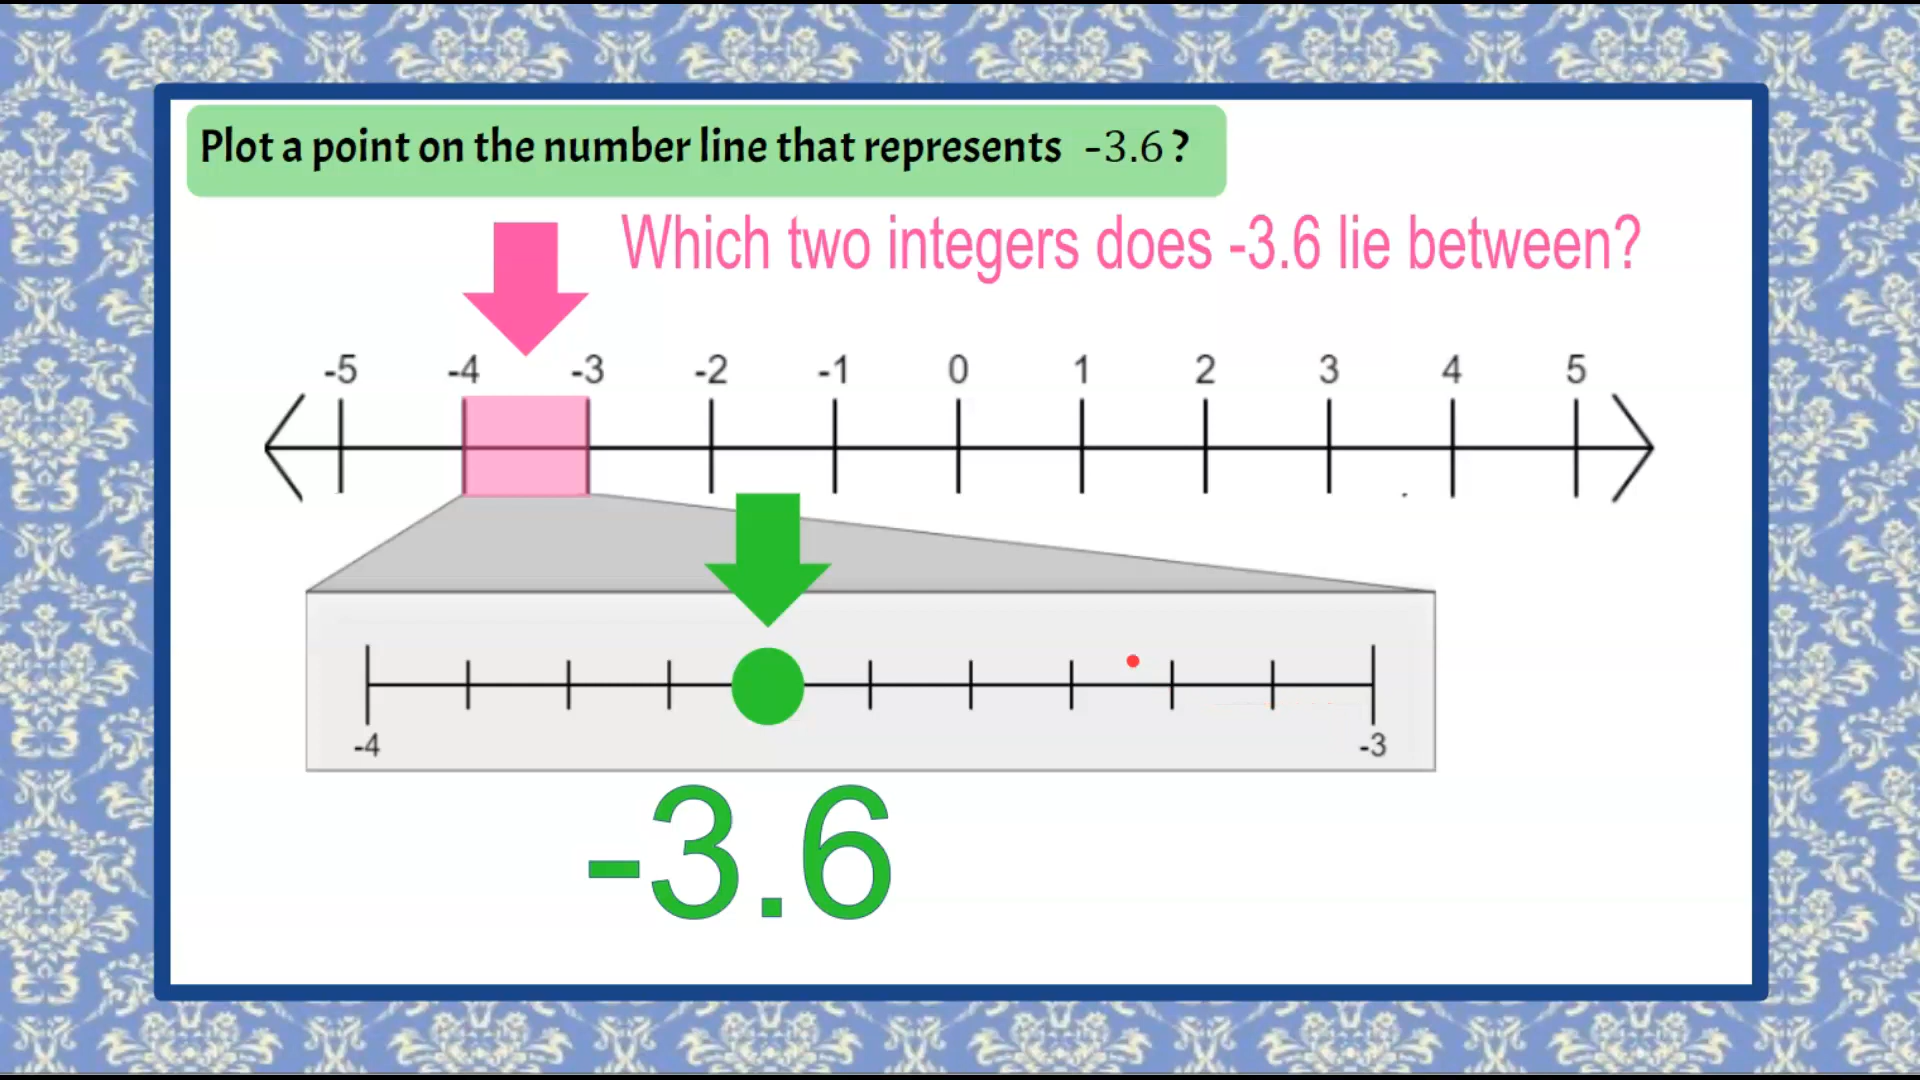 Plot a point on the number line that represents -3.6?
Which two integers does -3.6 lie between?
-5 -4 -3 -2 -1 0 1 2 3 4 5
-4 -3
-3.6